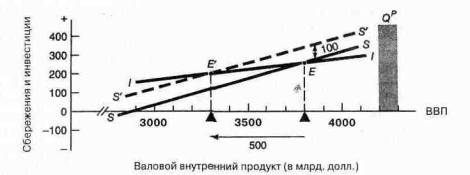 +
Q^P
400
300
200
100
0
−100
−
Сбережения и инвестиции
S'
S
I
E'
100
E
I
S'
S
3000
3500
4000
ВВП
500
Валовой внутренний продукт (в млрд. долл.)